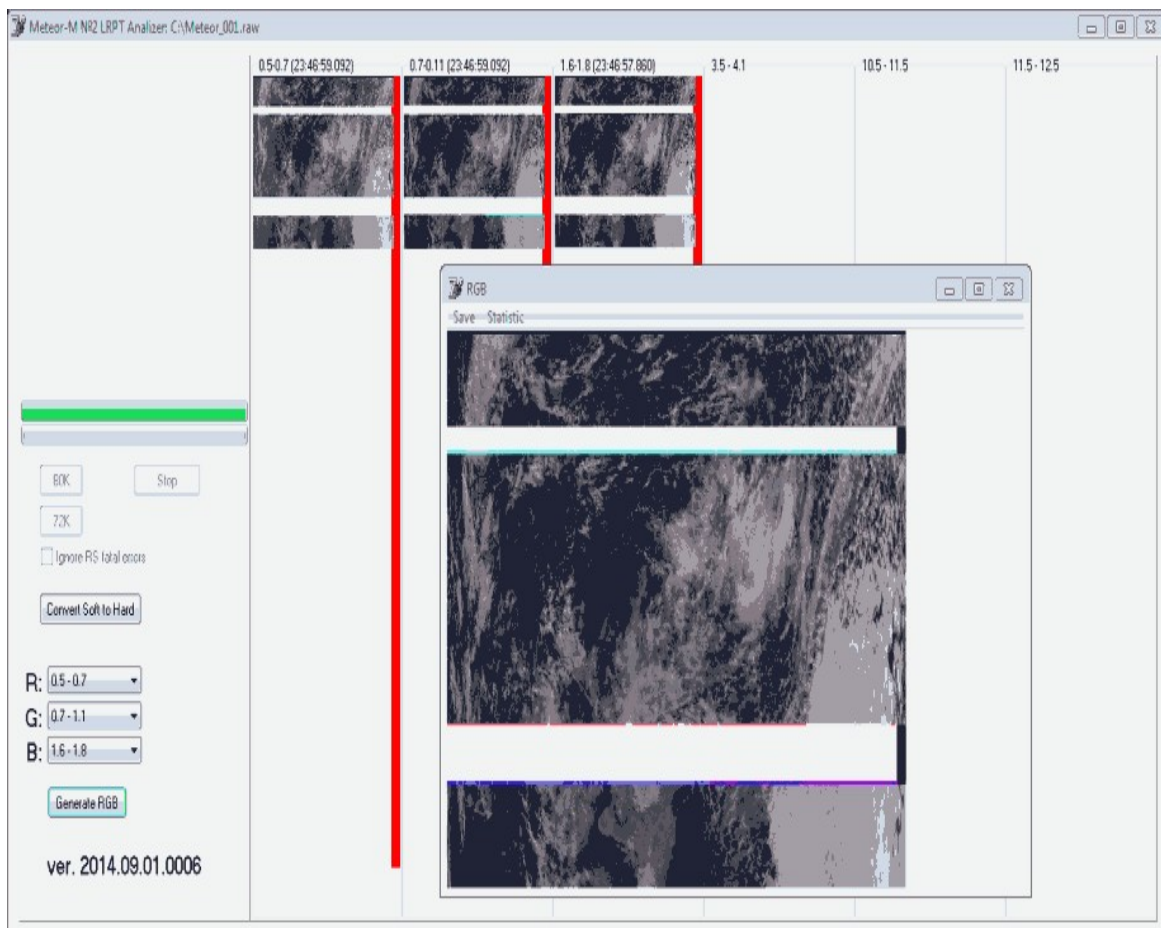 Meteor-M №2 LRPT Analizer: C:\Meteor_001.raw
0.5-0.7 (23:46:59.092) 0.7-0.11 (23:46:59.092) 1.6-1.8 (23:46:57.860) 3.5 - 4.1 10.5 - 11.5 11.5 - 12.5
RGB
Save Statistic
80K Stop
72K
Ignore RS fatal errors
Convert Soft to Hard
R: 0.5 - 0.7
G: 0.7 - 1.1
B: 1.6 - 1.8
Generate RGB
ver. 2014.09.01.0006